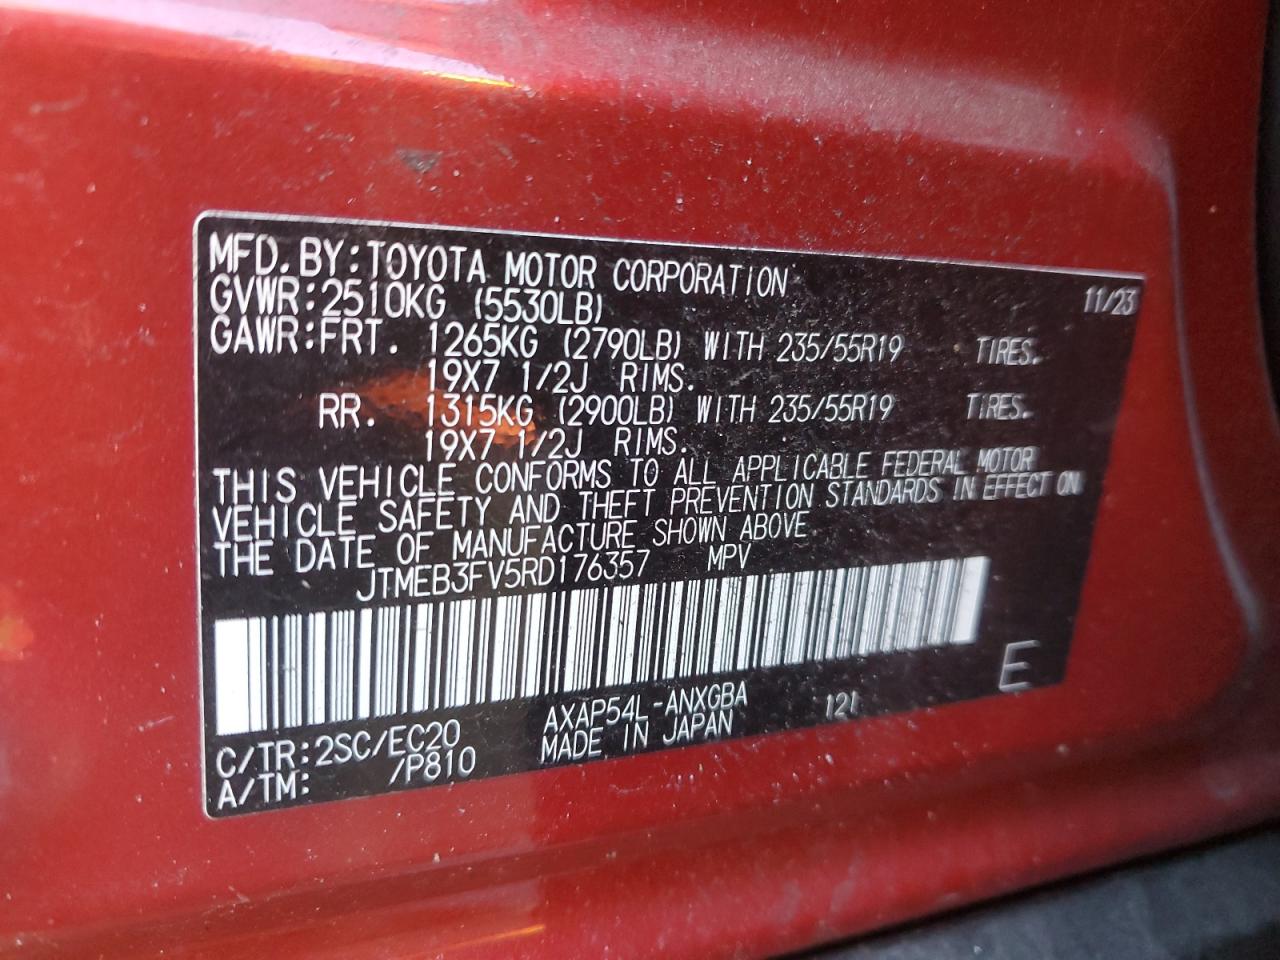 MFD. BY: TOYOTA MOTOR CORPORATION 11/23
GVWR: 2510KG (5530LB)
GAWR: FRT. 1265KG (2790LB) WITH 235/55R19 TIRES.
19X7 1/2J RIMS.
RR. 1315KG (2900LB) WITH 235/55R19 TIRES.
19X7 1/2J RIMS.
THIS VEHICLE CONFORMS TO ALL APPLICABLE FEDERAL MOTOR
VEHICLE SAFETY AND THEFT PREVENTION STANDARDS IN EFFECT ON
THE DATE OF MANUFACTURE SHOWN ABOVE.
JTMEB3FV5RD176357 MPV
E
C/TR: 2SC/EC20 AXAP54L-ANXGBA 121
A/TM: /P810 MADE IN JAPAN